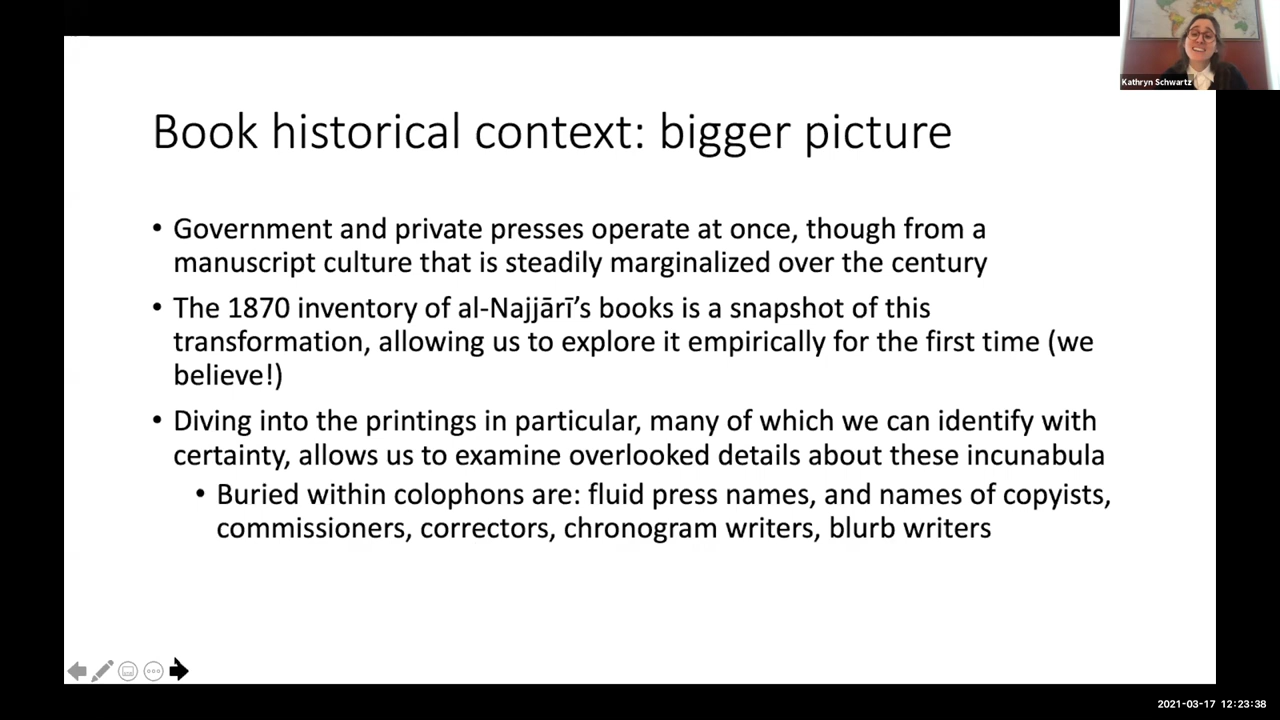 Kathryn Schwartz
Book historical context: bigger picture
• Government and private presses operate at once, though from a
manuscript culture that is steadily marginalized over the century
• The 1870 inventory of al-Najjārī’s books is a snapshot of this
transformation, allowing us to explore it empirically for the first time (we
believe!)
• Diving into the printings in particular, many of which we can identify with
certainty, allows us to examine overlooked details about these incunabula
• Buried within colophons are: fluid press names, and names of copyists,
commissioners, correctors, chronogram writers, blurb writers
2021-03-17 12:23:38